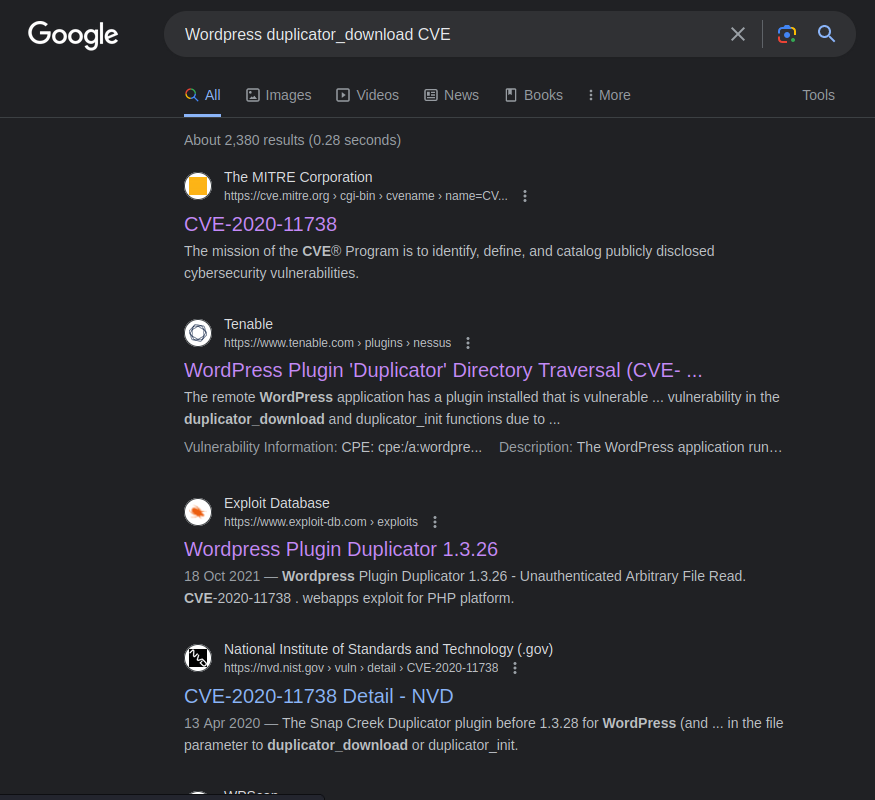 Google
Wordpress duplicator_download CVE
All Images Videos News Books More Tools
About 2,380 results (0.28 seconds)
The MITRE Corporation
https://cve.mitre.org › cgi-bin › cvename › name=CV...
CVE-2020-11738
The mission of the CVE® Program is to identify, define, and catalog publicly disclosed
cybersecurity vulnerabilities.
Tenable
https://www.tenable.com › plugins › nessus
WordPress Plugin 'Duplicator' Directory Traversal (CVE- ...
The remote WordPress application has a plugin installed that is vulnerable ... vulnerability in the
duplicator_download and duplicator_init functions due to ...
Vulnerability Information: CPE: cpe:/a:wordpre... Description: The WordPress application run…
Exploit Database
https://www.exploit-db.com › exploits
Wordpress Plugin Duplicator 1.3.26
18 Oct 2021 — Wordpress Plugin Duplicator 1.3.26 - Unauthenticated Arbitrary File Read.
CVE-2020-11738 . webapps exploit for PHP platform.
National Institute of Standards and Technology (.gov)
https://nvd.nist.gov › vuln › detail › CVE-2020-11738
CVE-2020-11738 Detail - NVD
13 Apr 2020 — The Snap Creek Duplicator plugin before 1.3.28 for WordPress (and ... in the file
parameter to duplicator_download or duplicator_init.